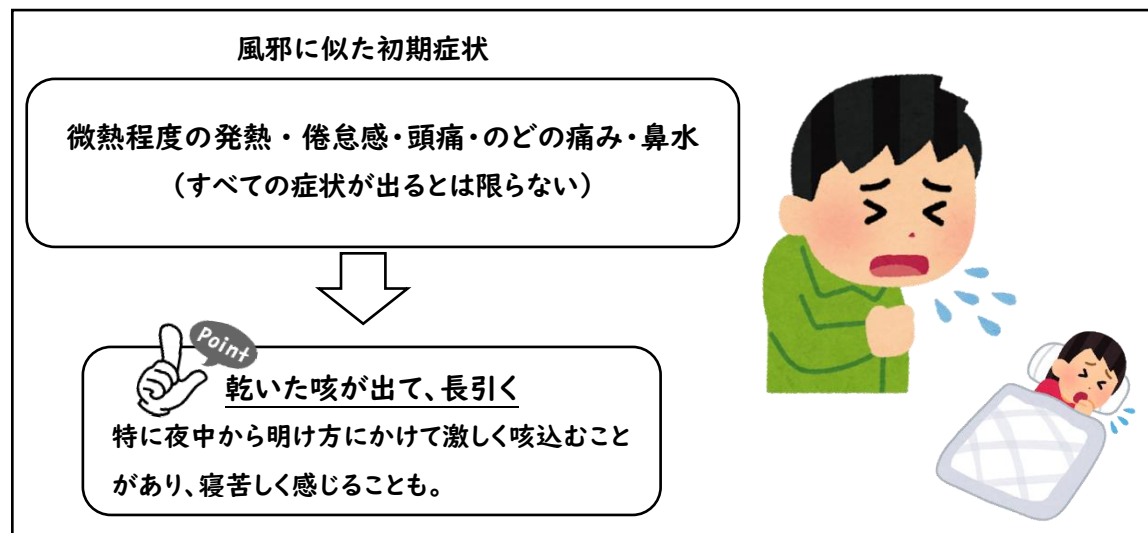 風邪に似た初期症状
微熱程度の発熱・倦怠感・頭痛・のどの痛み・鼻水
（すべての症状が出るとは限らない）
Point
乾いた咳が出て、長引く
特に夜中から明け方にかけて激しく咳込むこと
があり、寝苦しく感じることも。